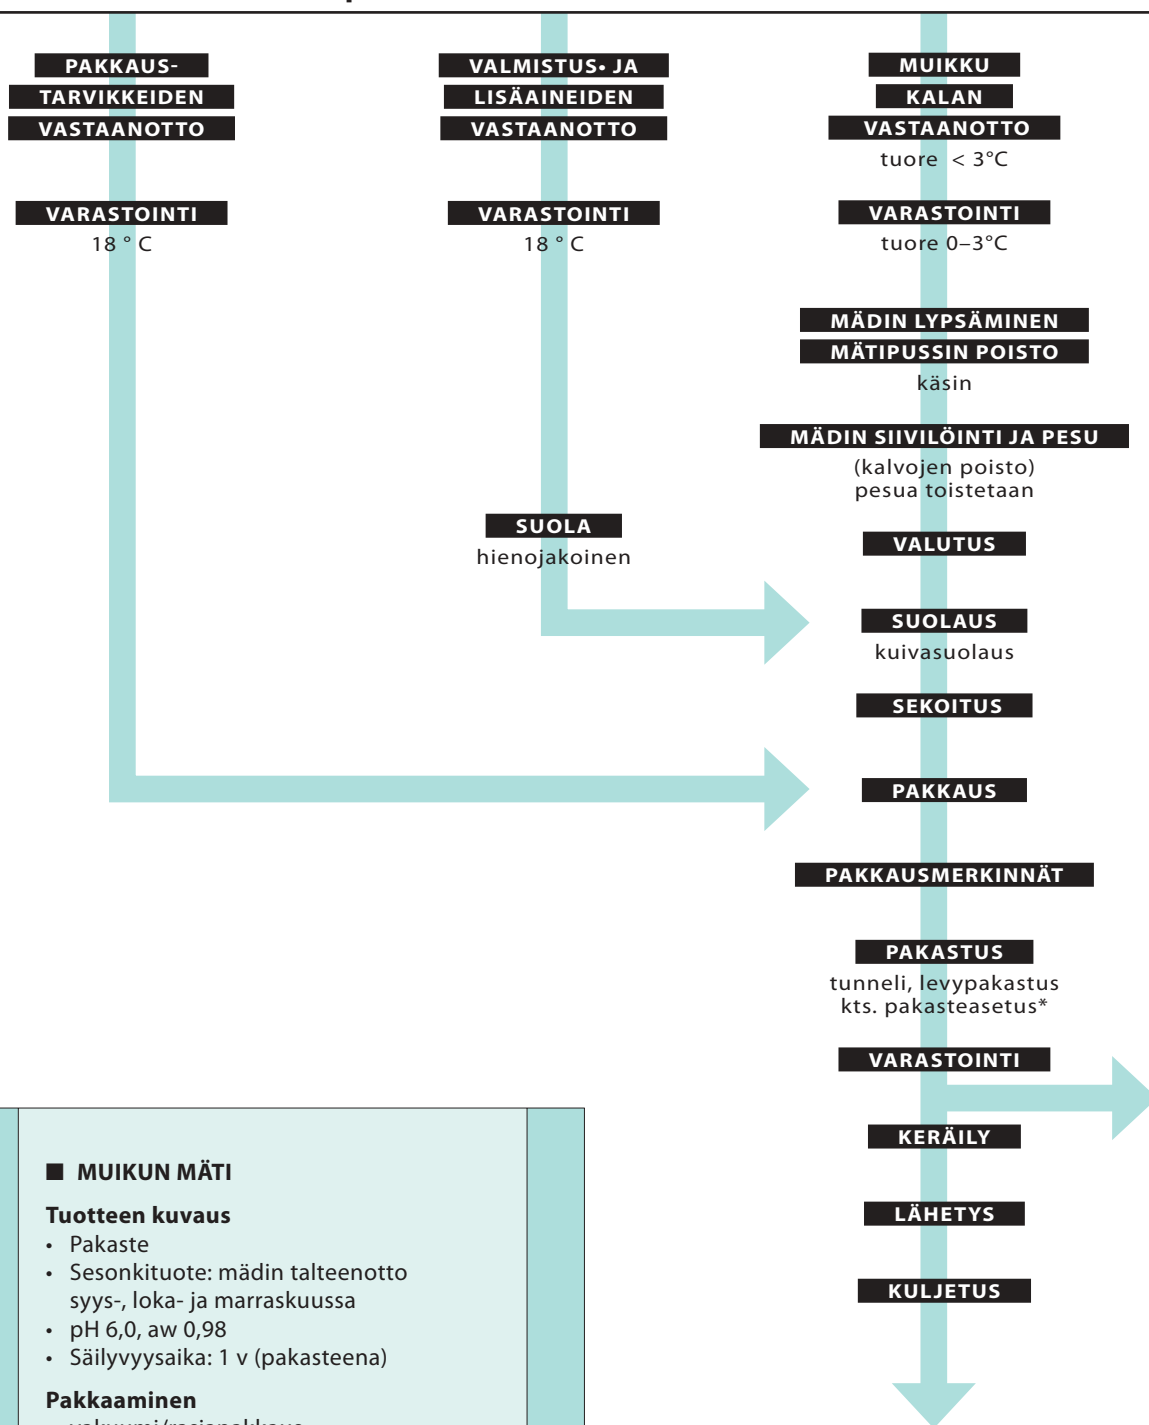 PAKKAUS-
TARVIKKEIDEN
VASTAANOTTO
VARASTOINTI
18 ° C
VALMISTUS• JA
LISÄAINEIDEN
VASTAANOTTO
VARASTOINTI
18 ° C
SUOLA
hienojakoinen
MUIKKU
KALAN
VASTAANOTTO
tuore < 3°C
VARASTOINTI
tuore 0–3°C
MÄDIN LYPSÄMINEN
MÄTIPUSSIN POISTO
käsin
MÄDIN SIIVILÖINTI JA PESU
(kalvojen poisto)
pesua toistetaan
VALUTUS
SUOLAUS
kuivasuolaus
SEKOITUS
PAKKAUS
PAKKAUSMERKINNÄT
PAKASTUS
tunneli, levypakastus
kts. pakasteasetus*
VARASTOINTI
KERÄILY
LÄHETYS
KULJETUS
■ MUIKUN MÄTI
Tuotteen kuvaus
• Pakaste
• Sesonkituote: mädin talteenotto
syys-, loka- ja marraskuussa
• pH 6,0, aw 0,98
• Säilyvyysaika: 1 v (pakasteena)
Pakkaaminen